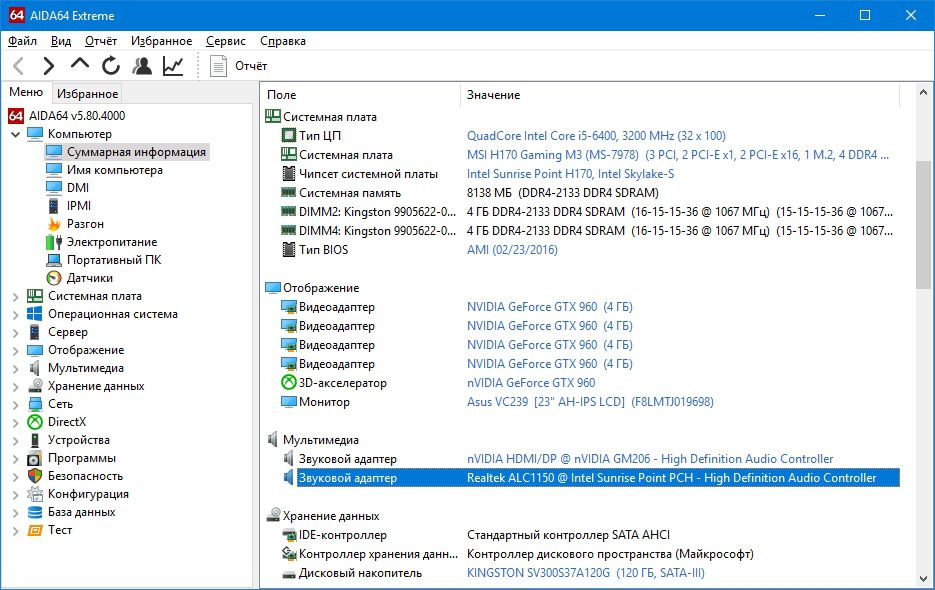 AIDA64 Extreme
Файл Вид Отчёт Избранное Сервис Справка
Отчёт
Меню Избранное
64 AIDA64 v5.80.4000
Компьютер
Суммарная информация
Имя компьютера
DMI
IPMI
Разгон
Электропитание
Портативный ПК
Датчики
Системная плата
Операционная система
Сервер
Отображение
Мультимедиа
Хранение данных
Сеть
DirectX
Устройства
Программы
Безопасность
Конфигурация
База данных
Тест
Поле Значение
Системная плата
Тип ЦП QuadCore Intel Core i5-6400, 3200 MHz (32 x 100)
Системная плата MSI H170 Gaming M3 (MS-7978) (3 PCI, 2 PCI-E x1, 2 PCI-E x16, 1 M.2, 4 DDR4 ...
Чипсет системной платы Intel Sunrise Point H170, Intel Skylake-S
Системная память 8138 МБ (DDR4-2133 DDR4 SDRAM)
DIMM2: Kingston 9905622-0... 4 ГБ DDR4-2133 DDR4 SDRAM (16-15-15-36 @ 1067 МГц) (15-15-15-36 @ 1067...
DIMM4: Kingston 9905622-0... 4 ГБ DDR4-2133 DDR4 SDRAM (16-15-15-36 @ 1067 МГц) (15-15-15-36 @ 1067...
Тип BIOS AMI (02/23/2016)
Отображение
Видеоадаптер NVIDIA GeForce GTX 960 (4 ГБ)
Видеоадаптер NVIDIA GeForce GTX 960 (4 ГБ)
Видеоадаптер NVIDIA GeForce GTX 960 (4 ГБ)
Видеоадаптер NVIDIA GeForce GTX 960 (4 ГБ)
3D-акселератор nVIDIA GeForce GTX 960
Монитор Asus VC239 [23" AH-IPS LCD] (F8LMTJ019698)
Мультимедиа
Звуковой адаптер nVIDIA HDMI/DP @ nVIDIA GM206 - High Definition Audio Controller
Звуковой адаптер Realtek ALC1150 @ Intel Sunrise Point PCH - High Definition Audio Controller
Хранение данных
IDE-контроллер Стандартный контроллер SATA AHCI
Контроллер хранения данн... Контроллер дискового пространства (Майкрософт)
Дисковый накопитель KINGSTON SV300S37A120G (120 ГБ, SATA-III)